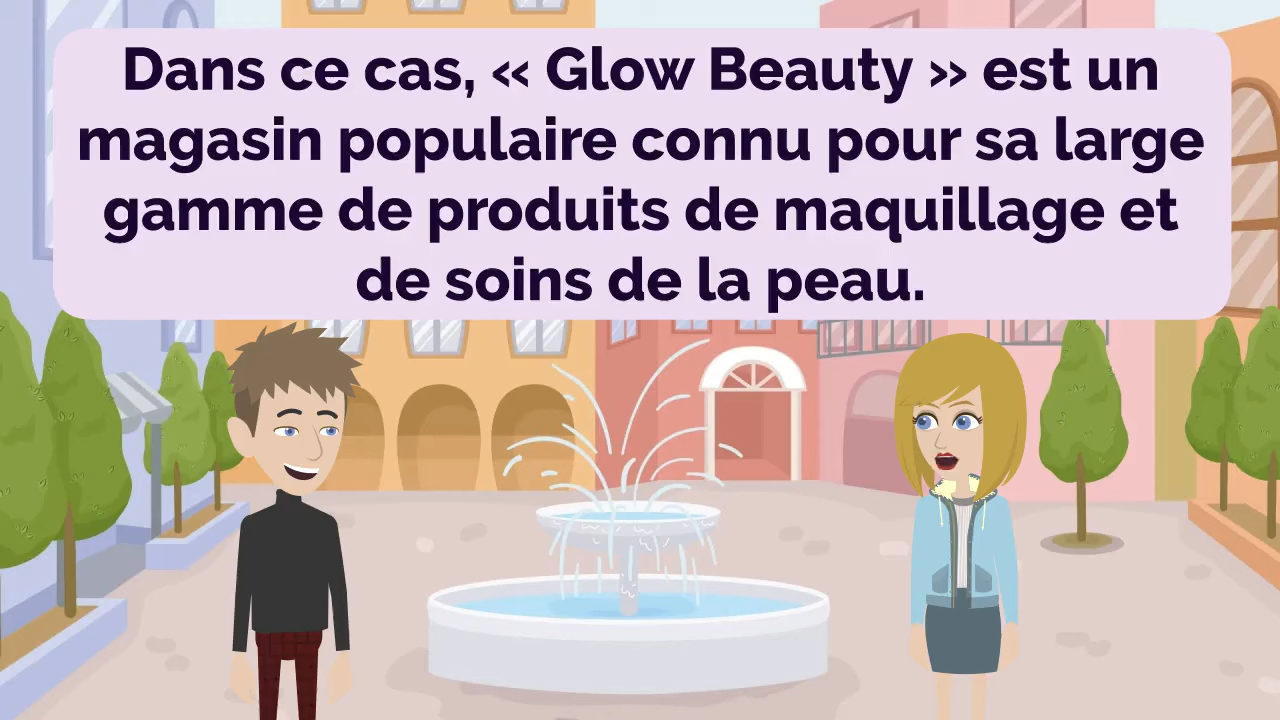 Dans ce cas, « Glow Beauty » est un
magasin populaire connu pour sa large
gamme de produits de maquillage et
de soins de la peau.